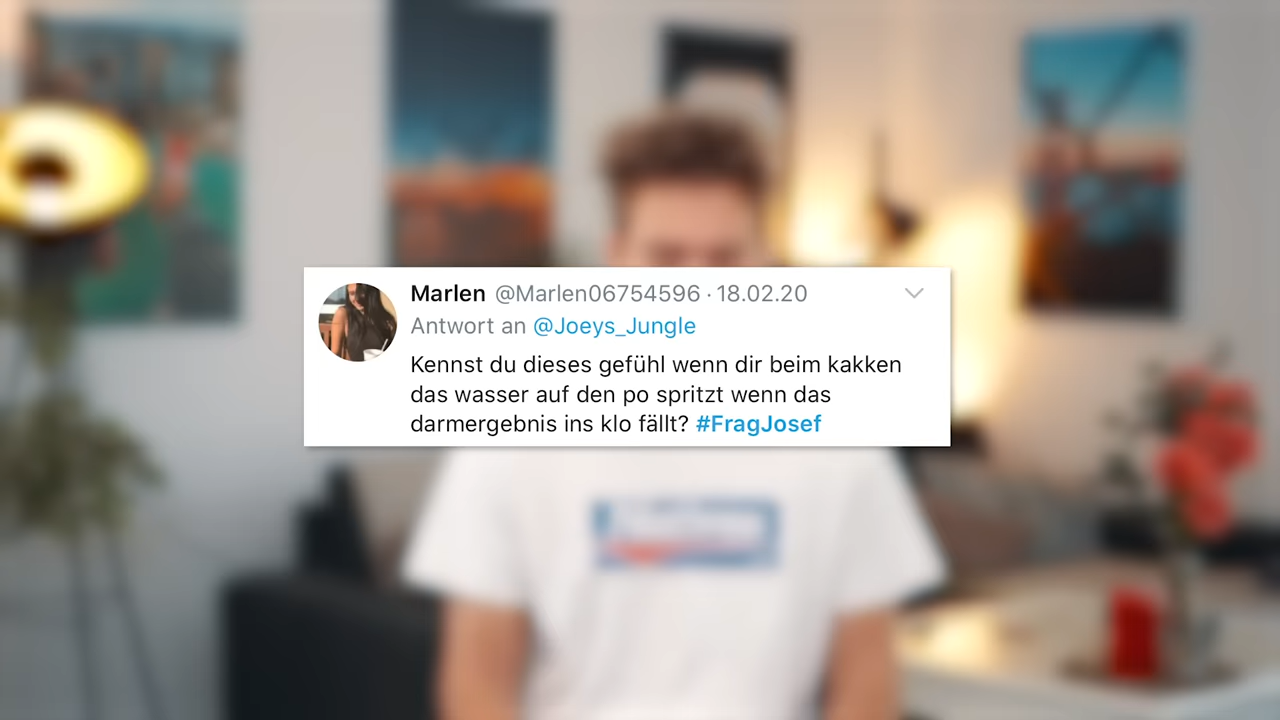 Marlen @Marlen06754596 · 18.02.20
Antwort an @Joeys_Jungle
Kennst du dieses gefühl wenn dir beim kakken
das wasser auf den po spritzt wenn das
darmergebnis ins klo fällt? #FragJosef